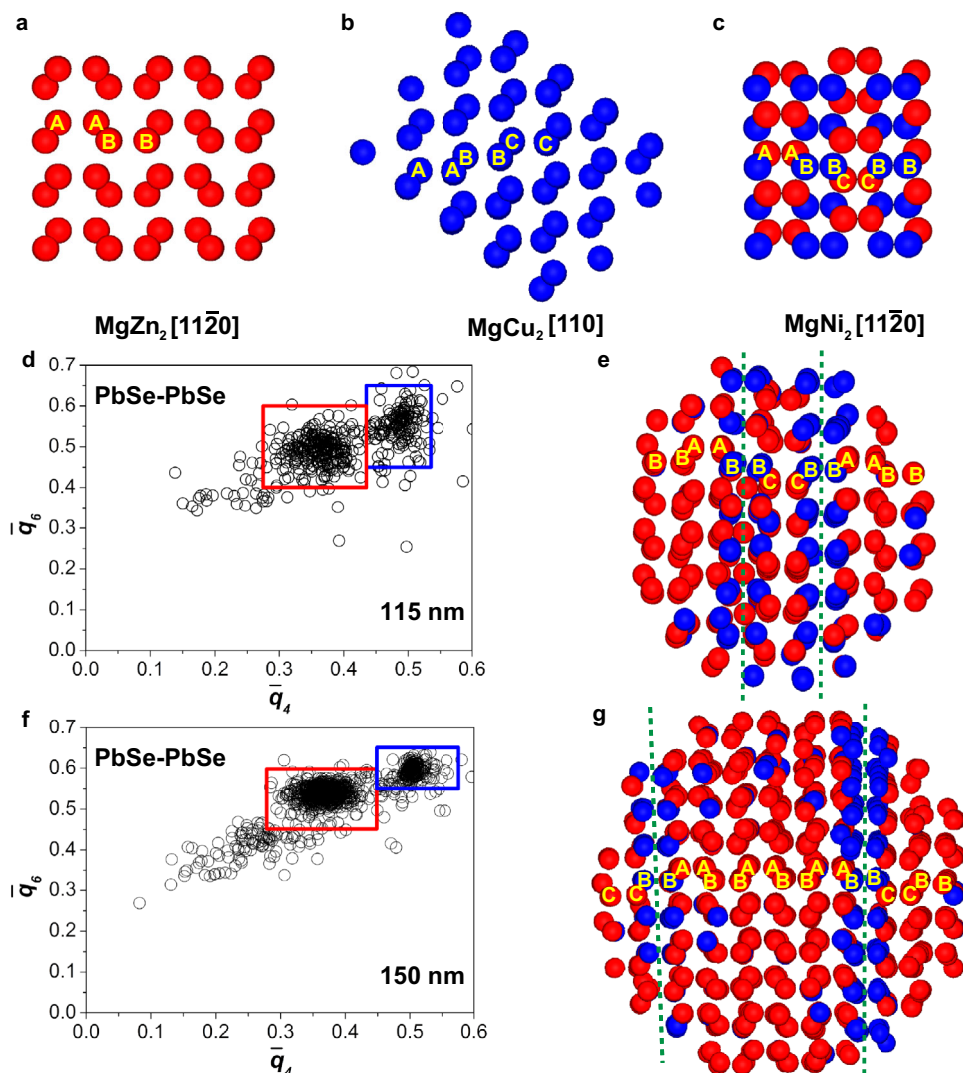 a
b
c
A A
B B
A A B B C C
A A B B C C B B
MgZn₂ [112̅0]
MgCu₂ [110]
MgNi₂ [112̅0]
d
0.7
0.6
0.5
0.4
0.3
0.2
0.1
0.0
q̅₆
PbSe-PbSe
115 nm
0.0 0.1 0.2 0.3 0.4 0.5 0.6
q̅₄
e
B B A A B B C C B B A A B B
f
0.7
0.6
0.5
0.4
0.3
0.2
0.1
0.0
q̅₆
PbSe-PbSe
150 nm
0.0 0.1 0.2 0.3 0.4 0.5 0.6
q̅₄
g
C C B B A A B B A A B B A A B B C C B B